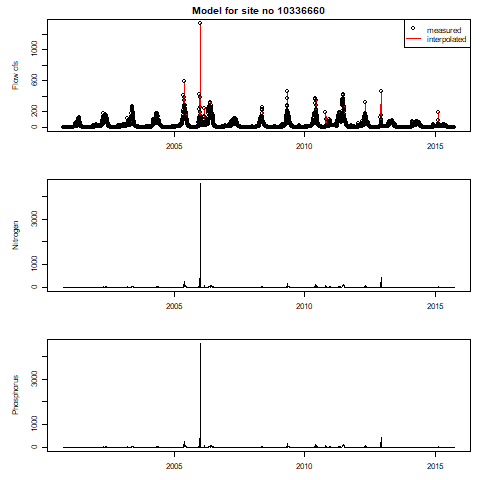 Model for site no 10336660
measured
interpolated
Flow cfs
0 200 600 1000
2005 2010 2015
Nitrogen
0 1000 3000
2005 2010 2015
Phosphorus
0 1000 3000
2005 2010 2015